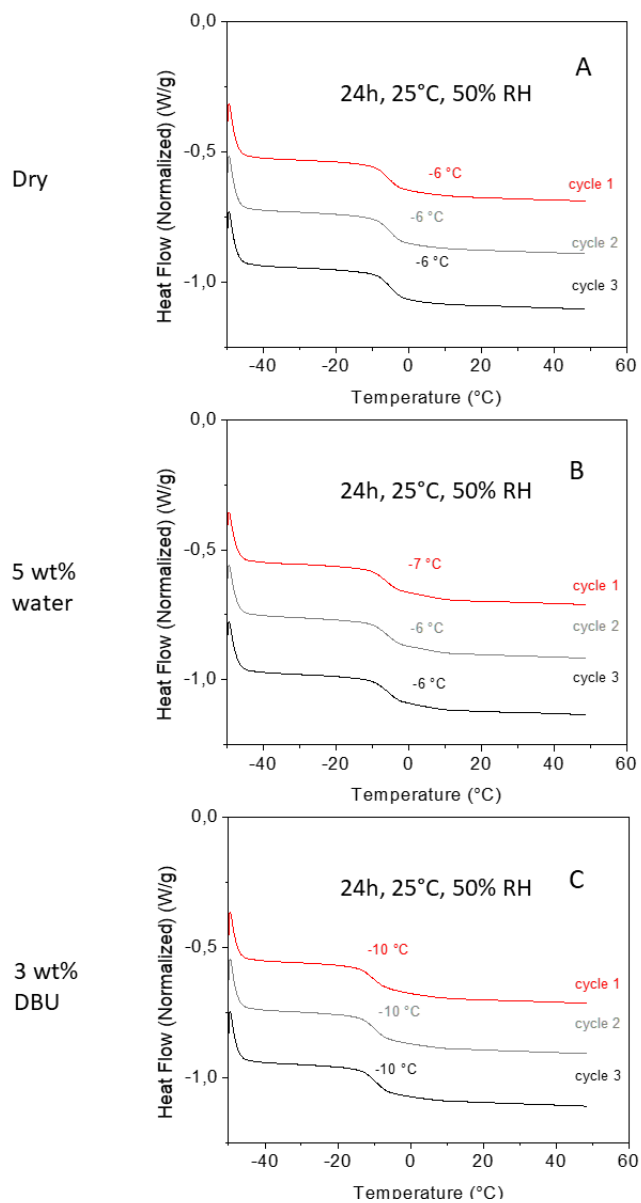 Dry
Heat Flow (Normalized) (W/g)
0,0
-0,5
-1,0
A
24h, 25°C, 50% RH
-6 °C
cycle 1
-6 °C
cycle 2
-6 °C
cycle 3
-40 -20 0 20 40 60
Temperature (°C)
5 wt%
water
Heat Flow (Normalized) (W/g)
0,0
-0,5
-1,0
B
24h, 25°C, 50% RH
-7 °C
cycle 1
-6 °C
cycle 2
-6 °C
cycle 3
-40 -20 0 20 40 60
Temperature (°C)
3 wt%
DBU
Heat Flow (Normalized) (W/g)
0,0
-0,5
-1,0
C
24h, 25°C, 50% RH
-10 °C
cycle 1
-10 °C
cycle 2
-10 °C
cycle 3
-40 -20 0 20 40 60
Temperature (°C)